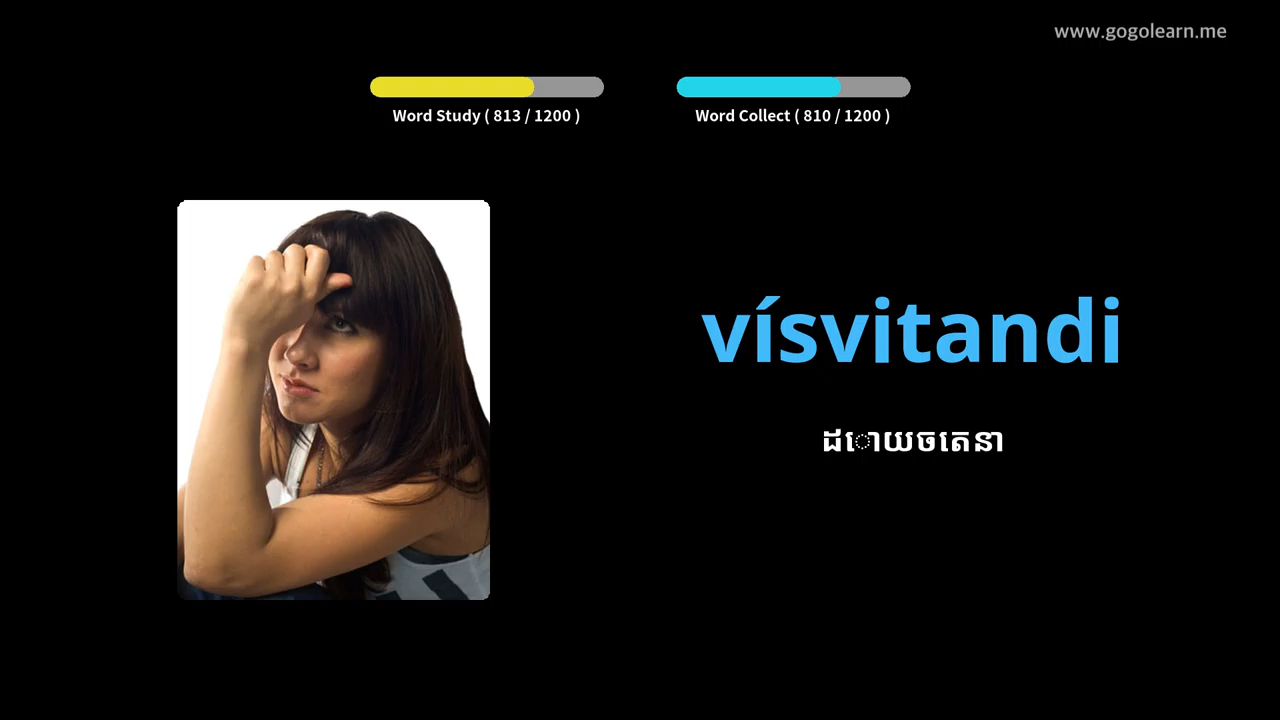 www.gogolearn.me
Word Study ( 813 / 1200 )
Word Collect ( 810 / 1200 )
vísvitandi
ដោយចេតនា